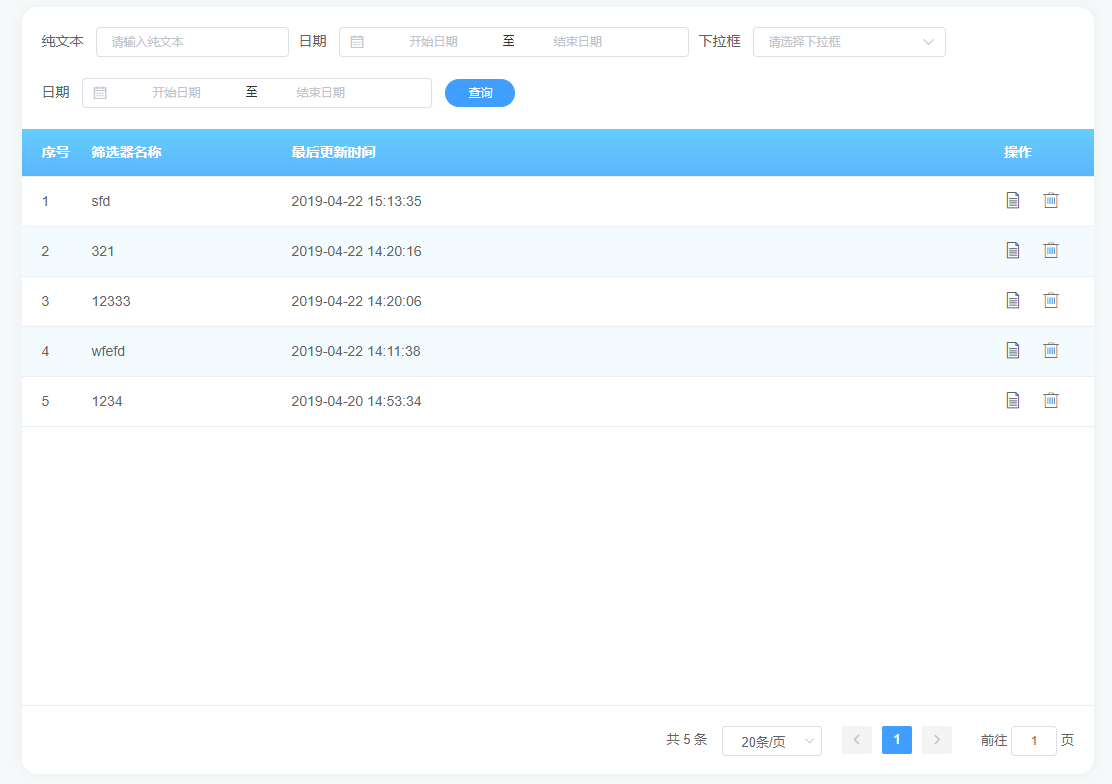 纯文本 请输入纯文本 日期 开始日期 至 结束日期 下拉框 请选择下拉框
日期 开始日期 至 结束日期 查询
序号 筛选器名称 最后更新时间 操作
1 sfd 2019-04-22 15:13:35
2 321 2019-04-22 14:20:16
3 12333 2019-04-22 14:20:06
4 wfefd 2019-04-22 14:11:38
5 1234 2019-04-20 14:53:34
共 5 条 20条/页 1 前往 1 页